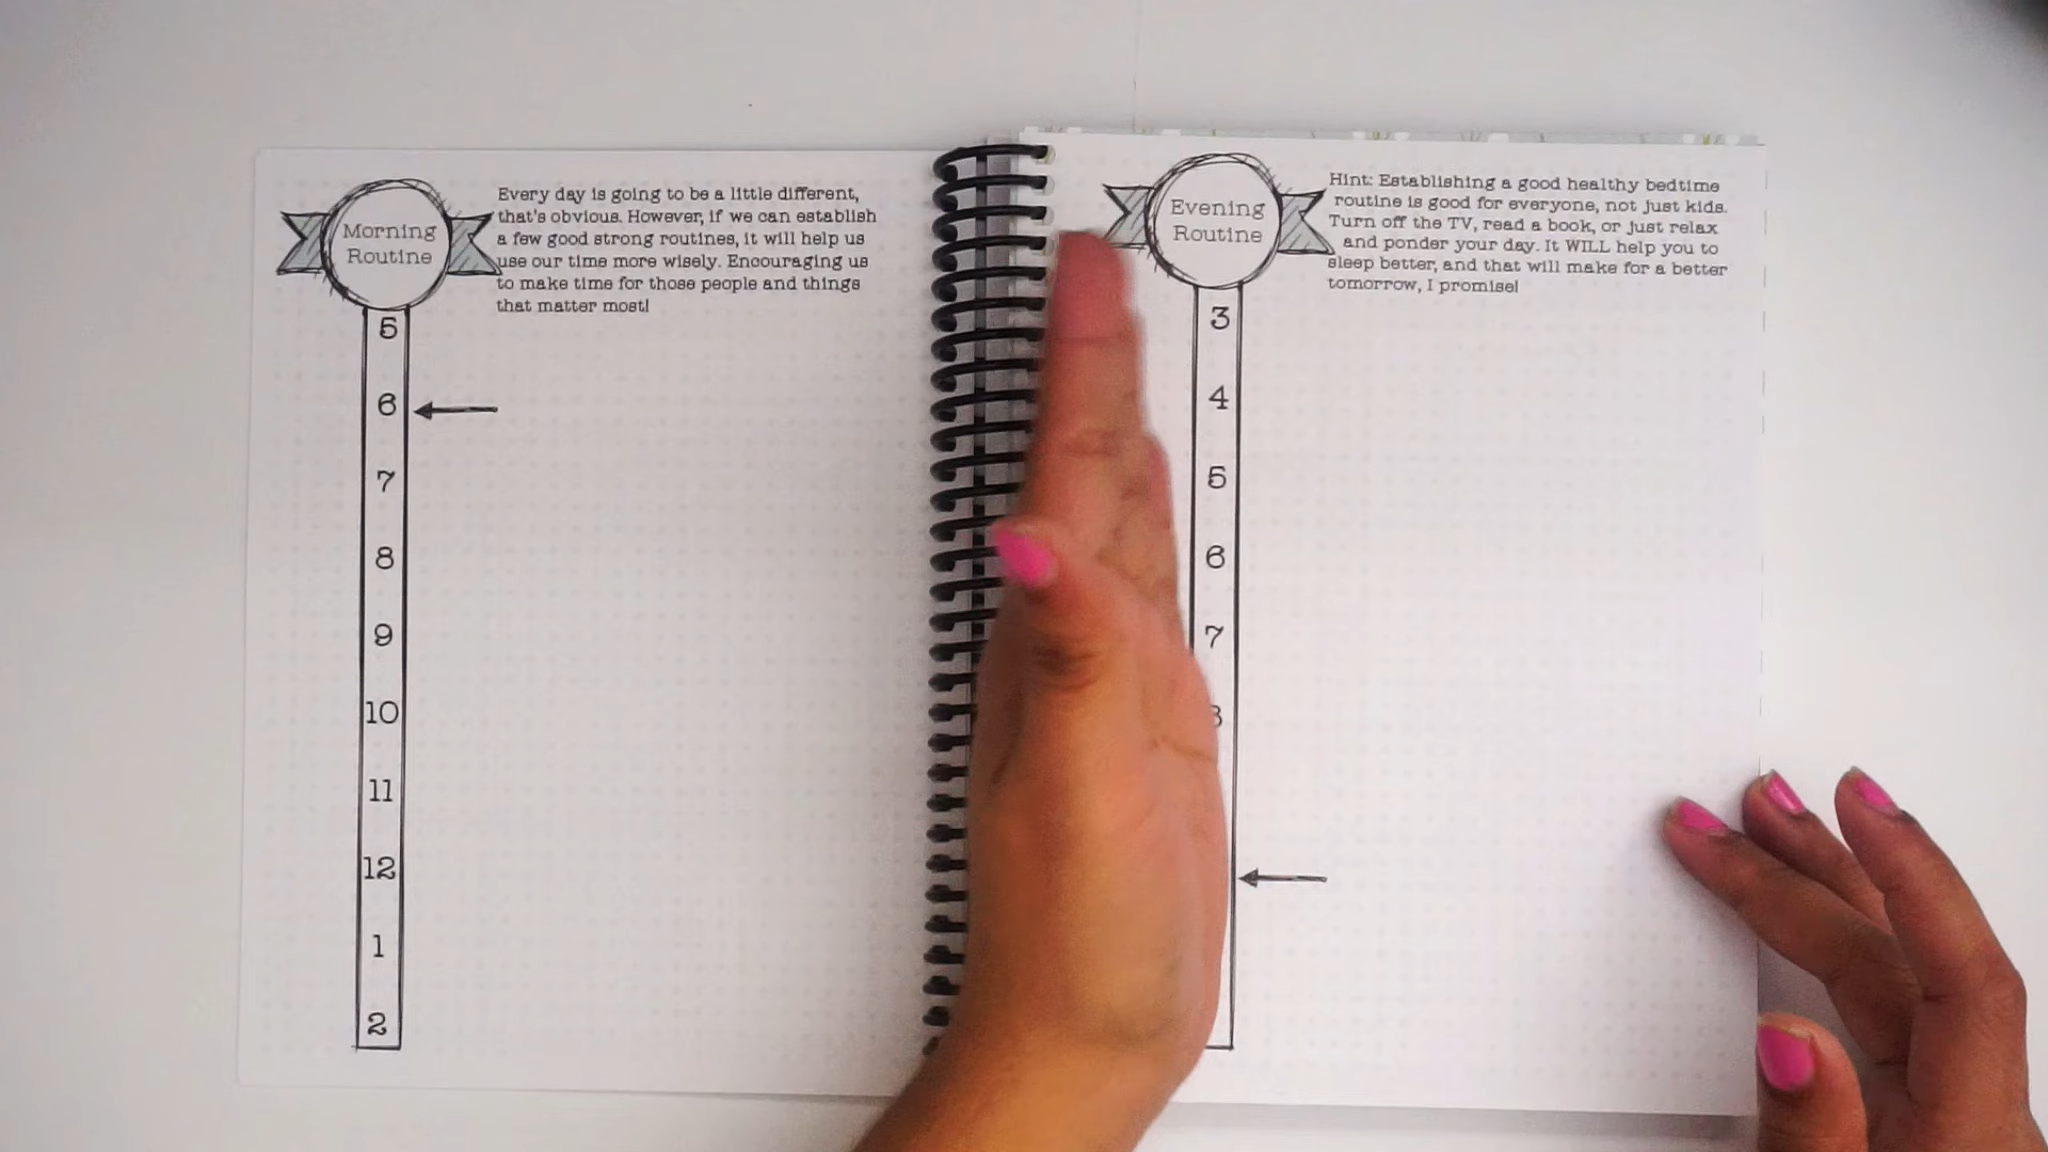 Morning
Routine
Every day is going to be a little different,
that's obvious. However, if we can establish
a few good strong routines, it will help us
use our time more wisely. Encouraging us
to make time for those people and things
that matter most!
5
6
7
8
9
10
11
12
1
2
Evening
Routine
Hint: Establishing a good healthy bedtime
routine is good for everyone, not just kids.
Turn off the TV, read a book, or just relax
and ponder your day. It WILL help you to
sleep better, and that will make for a better
tomorrow, I promise!
3
4
5
6
7
8